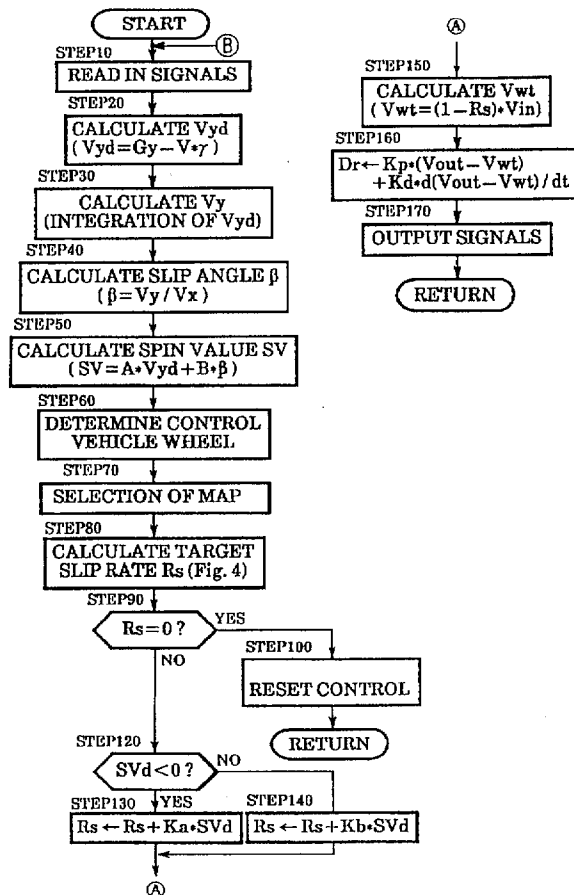 START
Ⓑ
STEP10
READ IN SIGNALS
STEP20
CALCULATE Vyd
(Vyd=Gy−V*γ)
STEP30
CALCULATE Vy
(INTEGRATION OF Vyd)
STEP40
CALCULATE SLIP ANGLE β
(β=Vy/Vx)
STEP50
CALCULATE SPIN VALUE SV
(SV=A*Vyd+B*β)
STEP60
DETERMINE CONTROL
VEHICLE WHEEL
STEP70
SELECTION OF MAP
STEP80
CALCULATE TARGET
SLIP RATE Rs (Fig. 4)
STEP90
Rs=0 ?
YES
NO
STEP100
RESET CONTROL
RETURN
STEP120
SVd<0 ?
NO
YES
STEP130
Rs←Rs+Ka*SVd
STEP140
Rs←Rs+Kb*SVd
Ⓐ
Ⓐ
STEP150
CALCULATE Vwt
(Vwt=(1−Rs)*Vin)
STEP160
Dr←Kp*(Vout−Vwt)
+Kd*d(Vout−Vwt)/dt
STEP170
OUTPUT SIGNALS
RETURN